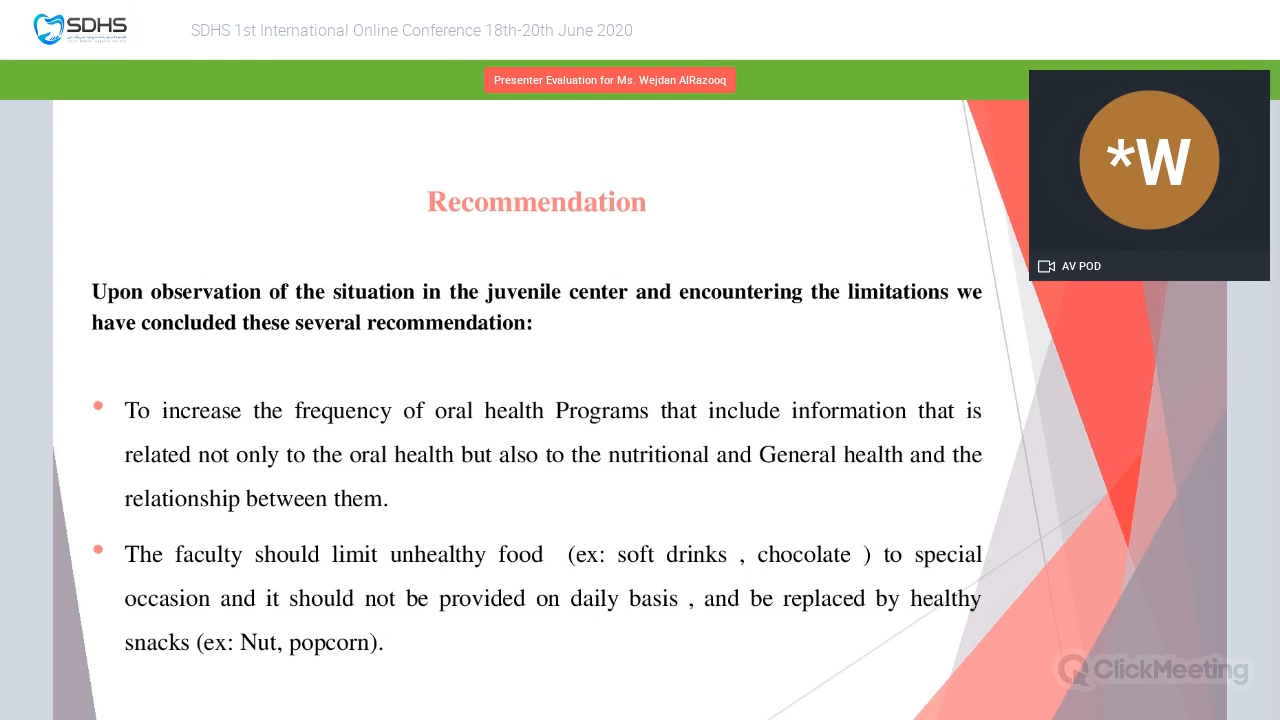 SDHS
SDHS 1st International Online Conference 18th-20th June 2020
Presenter Evaluation for Ms. Wejdan AlRazooq
*W
AV POD
Recommendation
Upon observation of the situation in the juvenile center and encountering the limitations we
have concluded these several recommendation:
• To increase the frequency of oral health Programs that include information that is
related not only to the oral health but also to the nutritional and General health and the
relationship between them.
• The faculty should limit unhealthy food (ex: soft drinks , chocolate ) to special
occasion and it should not be provided on daily basis , and be replaced by healthy
snacks (ex: Nut, popcorn).
ClickMeeting